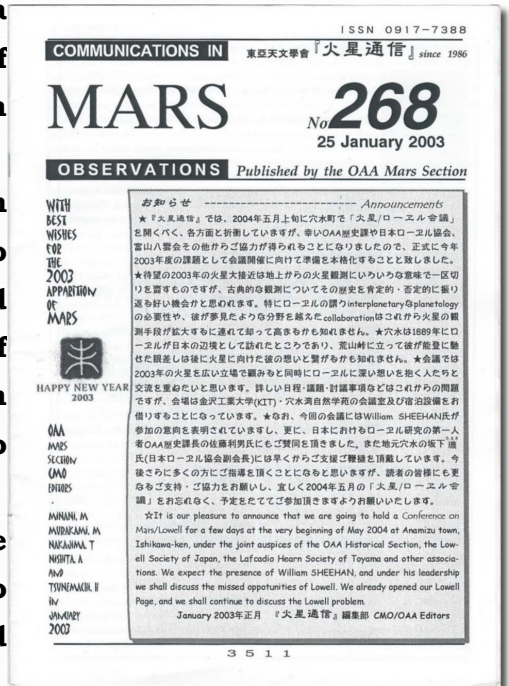 ISSN 0917-7388
COMMUNICATIONS IN 東亞天文學會『火星通信』since 1986
MARS
No 268
25 January 2003
OBSERVATIONS Published by the OAA Mars Section
WITH
BEST
WISHES
FOR
THE
2003
APPARITION
OF
MARS
HAPPY NEW YEAR
2003
OAA
MARS
SECTION
CMO
EDITORS
MINAMI, M
MURAKAMI, M
NAKAJIMA, T
NISHITA, A
AND
TSUNEMACHI, H
IN
JANUARY
2003
お知らせ ------------------ Announcements
★『火星通信』では、2004年五月上旬に穴水町で「火星/ローエル会議」
を開くべく、各方面と折衝していますが、幸いOAA歴史課や日本ローエル協会、
富山八雲会その他からご協力が得られることになりましたので、正式に今年
2003年度の課題として会議開催に向けて準備を本格化することと致しました。
★待望の2003年の火星大接近は地上からの火星観測にいろいろな意味で一区切
りを齎すものですが、古典的な観測についてその歴史を肯定的・否定的に振り
返る好い機会かと思われます。特にローエルの謂うinterplanetaryなplanetology
の必要性や、彼が夢見たような分野を越えたcollaborationはこれから火星の観
測手段が拡大するに連れて却って高まるかも知れません。★穴水は1889年にロ
ーエルが日本の辺境として訪れたところであり、荒山峠に立って彼が能登に馳
せた眼差しは後に火星に向けた彼の想いと繋がるかも知れません。★会議では
2003年の火星を広い立場で顧みると同時にローエルに深い想いを抱く人たちと
交流を重ねたいと思います。詳しい日程・議題・討議事項などはこれからの問題
ですが、会場は金沢工業大学(KIT)・穴水湾自然学苑の会議室及び宿泊設備をお
借りすることになっています。★なお、今回の会議にはWilliam SHEEHAN氏が
参加の意向を表明されていますし、更に、日本におけるローエル研究の第一人
者OAA歴史課長の佐藤利男氏にもご賛同を頂きました。また地元穴水の坂下
氏(日本ローエル協会副会長)には早くからご支援ご鞭撻を頂戴しています。今
後さらに多くの方にご指導を頂くことになると思いますが、読者の皆様にも更
なるご支持・ご協力をお願いし、宜しく2004年五月の「火星/ローエル会
議」をお忘れなく、予定をたててご参加頂きますようお願いいたします。
☆It is our pleasure to announce that we are going to hold a Conference on
Mars/Lowell for a few days at the very beginning of May 2004 at Anamizu town,
Ishikawa-ken, under the joint auspices of the OAA Historical Section, the Low-
ell Society of Japan, the Lafcadio Hearn Society of Toyama and other associa-
tions. We expect the presence of William SHEEHAN, and under his leadership
we shall discuss the missed oppotunities of Lowell. We already opened our Lowell
Page, and we shall continue to discuss the Lowell problem.
January 2003年正月 『火星通信』編集部 CMO/OAA Editors
3511